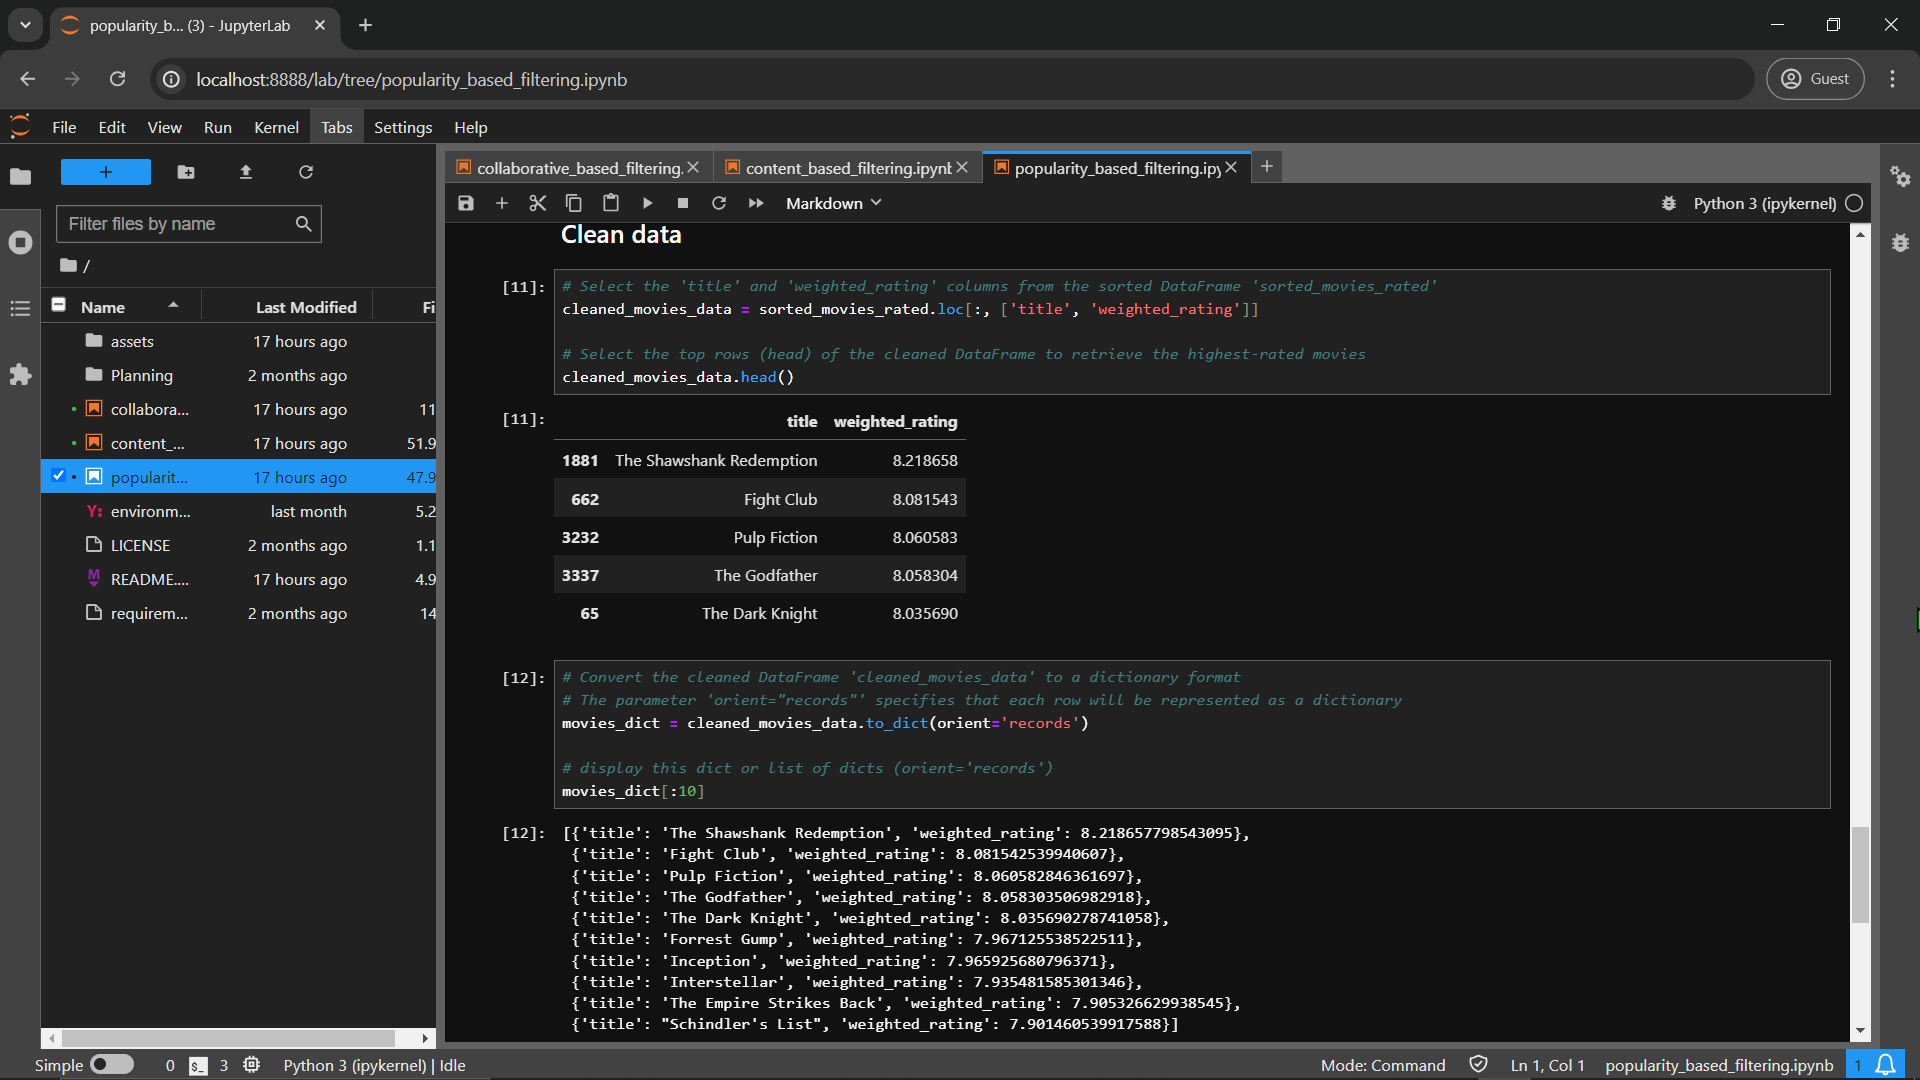 popularity_b... (3) - JupyterLab
localhost:8888/lab/tree/popularity_based_filtering.ipynb
Guest
File Edit View Run Kernel Tabs Settings Help
collaborative_based_filtering. content_based_filtering.ipynb popularity_based_filtering.ipy
Markdown
Python 3 (ipykernel)
Filter files by name
/
Name Last Modified Fi
assets 17 hours ago
Planning 2 months ago
collabora... 17 hours ago 11
content_... 17 hours ago 51.9
popularit... 17 hours ago 47.9
Y: environm... last month 5.2
LICENSE 2 months ago 1.1
M README.... 17 hours ago 4.9
requirem... 2 months ago 14
Clean data
[11]: # Select the 'title' and 'weighted_rating' columns from the sorted DataFrame 'sorted_movies_rated'
cleaned_movies_data = sorted_movies_rated.loc[:, ['title', 'weighted_rating']]
# Select the top rows (head) of the cleaned DataFrame to retrieve the highest-rated movies
cleaned_movies_data.head()
[11]: title weighted_rating
1881 The Shawshank Redemption 8.218658
662 Fight Club 8.081543
3232 Pulp Fiction 8.060583
3337 The Godfather 8.058304
65 The Dark Knight 8.035690
[12]: # Convert the cleaned DataFrame 'cleaned_movies_data' to a dictionary format
# The parameter 'orient="records"' specifies that each row will be represented as a dictionary
movies_dict = cleaned_movies_data.to_dict(orient='records')
# display this dict or list of dicts (orient='records')
movies_dict[:10]
[12]: [{'title': 'The Shawshank Redemption', 'weighted_rating': 8.218657798543095},
{'title': 'Fight Club', 'weighted_rating': 8.081542539940607},
{'title': 'Pulp Fiction', 'weighted_rating': 8.060582846361697},
{'title': 'The Godfather', 'weighted_rating': 8.058303506982918},
{'title': 'The Dark Knight', 'weighted_rating': 8.035690278741058},
{'title': 'Forrest Gump', 'weighted_rating': 7.967125538522511},
{'title': 'Inception', 'weighted_rating': 7.965925680796371},
{'title': 'Interstellar', 'weighted_rating': 7.935481585301346},
{'title': 'The Empire Strikes Back', 'weighted_rating': 7.905326629938545},
{'title': "Schindler's List", 'weighted_rating': 7.901460539917588}]
Simple 0 $_ 3 Python 3 (ipykernel) | Idle
Mode: Command Ln 1, Col 1 popularity_based_filtering.ipynb 1